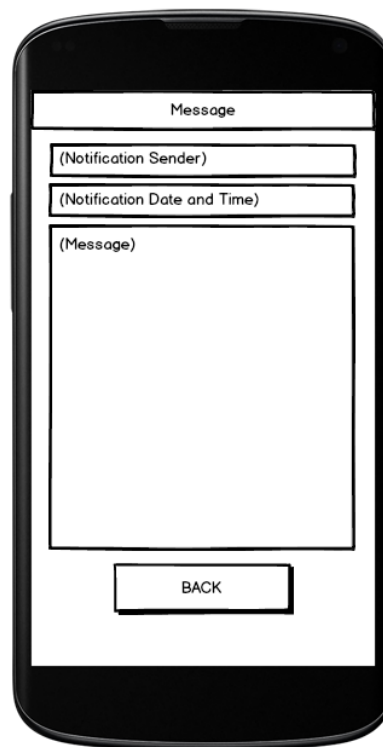 Message
(Notification Sender)
(Notification Date and Time)
(Message)
BACK